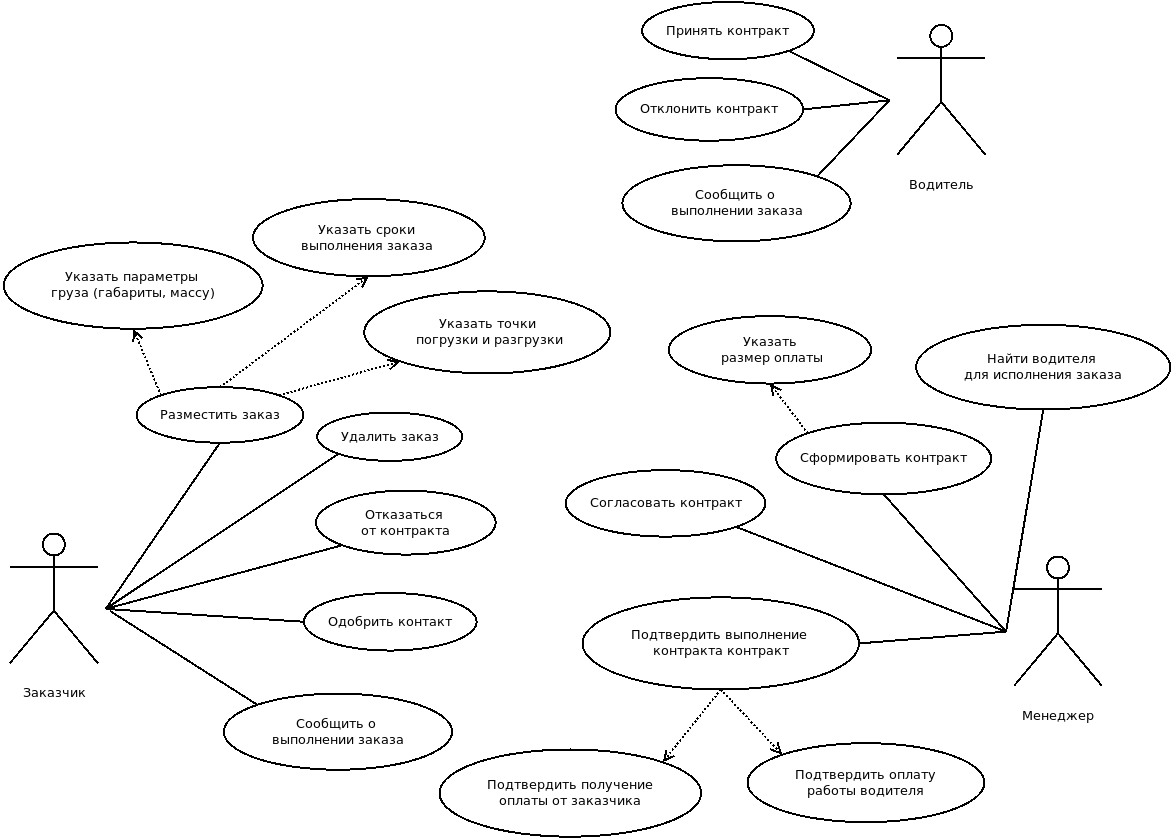 Принять контракт
Отклонить контракт
Сообщить о
выполнении заказа
Водитель
Указать сроки
выполнения заказа
Указать параметры
груза (габариты, массу)
Указать точки
погрузки и разгрузки
Разместить заказ
Удалить заказ
Отказаться
от контракта
Одобрить контакт
Сообщить о
выполнении заказа
Заказчик
Указать
размер оплаты
Найти водителя
для исполнения заказа
Сформировать контракт
Согласовать контракт
Подтвердить выполнение
контракта контракт
Менеджер
Подтвердить получение
оплаты от заказчика
Подтвердить оплату
работы водителя